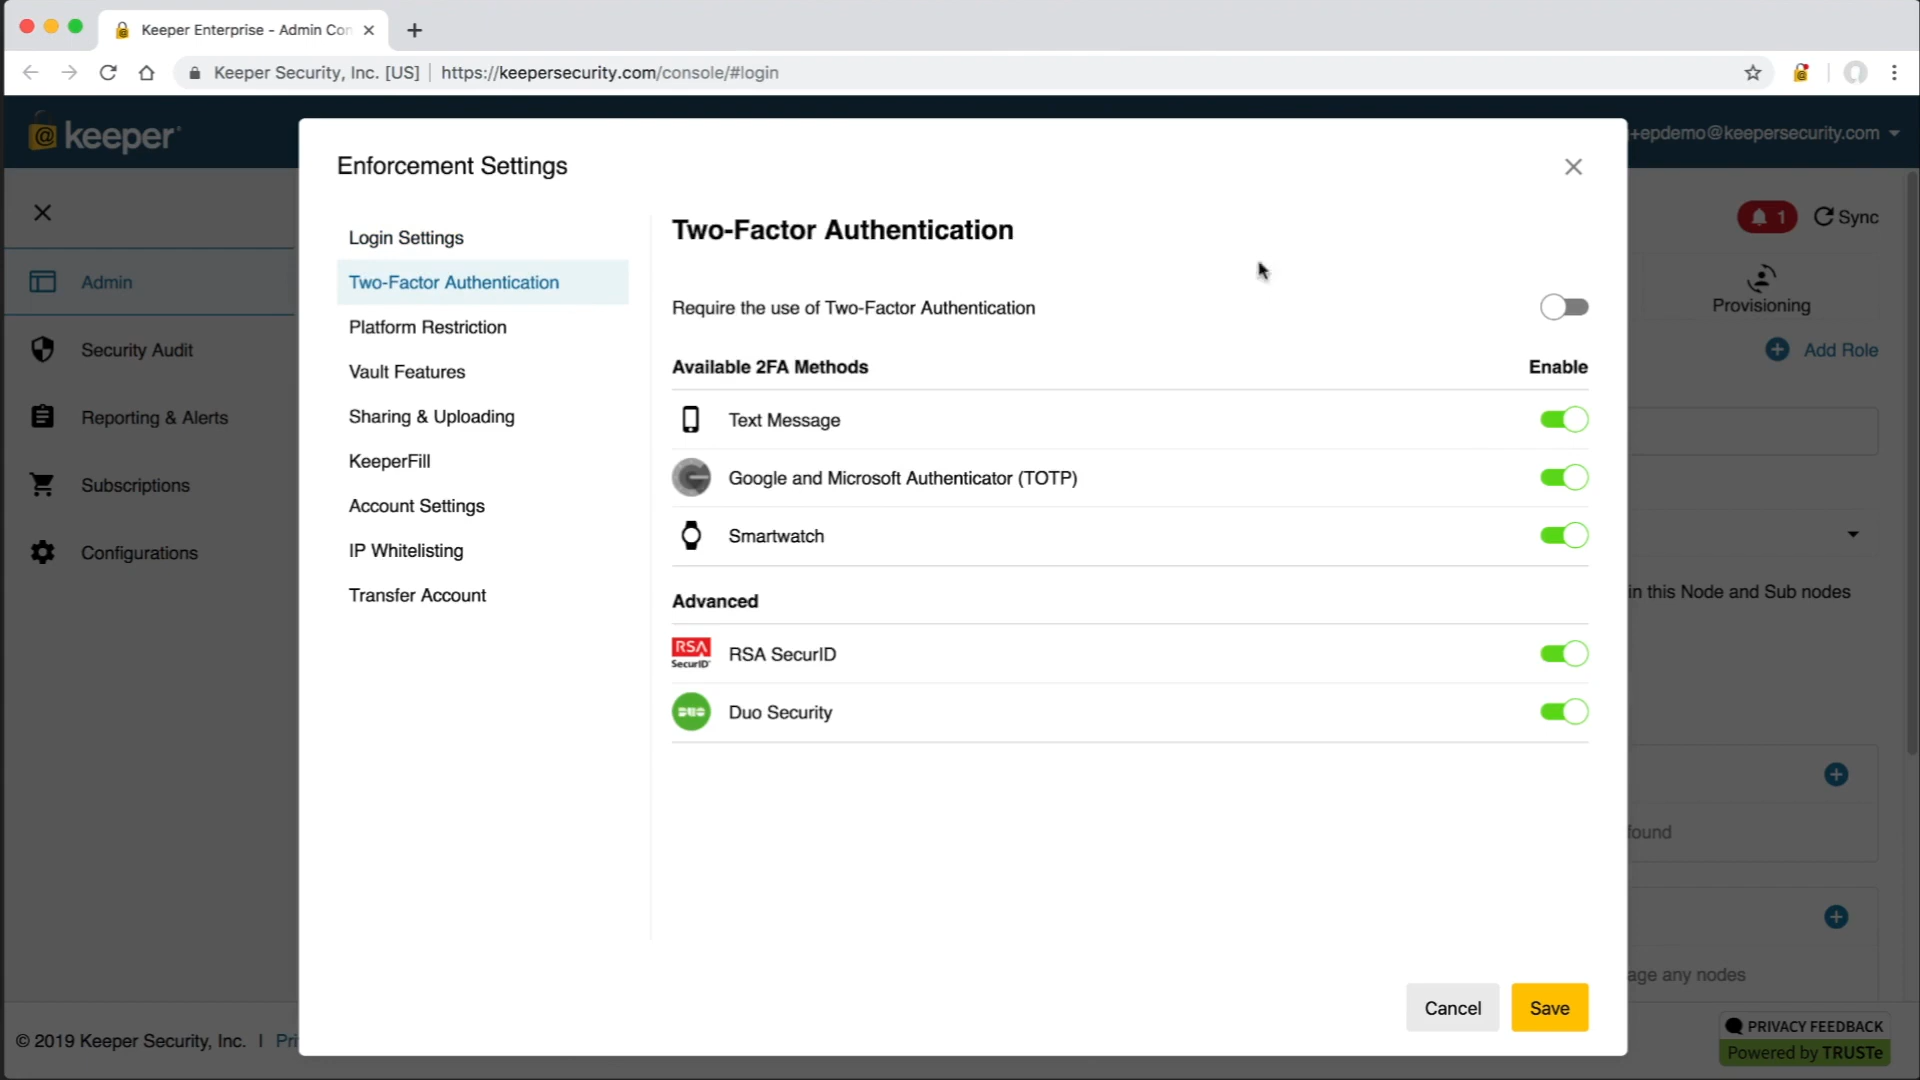 Keeper Enterprise - Admin Con
Keeper Security, Inc. [US] https://keepersecurity.com/console/#login
@ keeper
+epdemo@keepersecurity.com
1 Sync
Admin
Security Audit
Reporting & Alerts
Subscriptions
Configurations
Provisioning
Add Role
in this Node and Sub nodes
found
age any nodes
Enforcement Settings
Login Settings
Two-Factor Authentication
Platform Restriction
Vault Features
Sharing & Uploading
KeeperFill
Account Settings
IP Whitelisting
Transfer Account
Two-Factor Authentication
Require the use of Two-Factor Authentication
Available 2FA Methods Enable
Text Message
Google and Microsoft Authenticator (TOTP)
Smartwatch
Advanced
RSA SecurID RSA SecurID
DUO Duo Security
Cancel Save
© 2019 Keeper Security, Inc. | Pri
PRIVACY FEEDBACK
Powered by TRUSTe